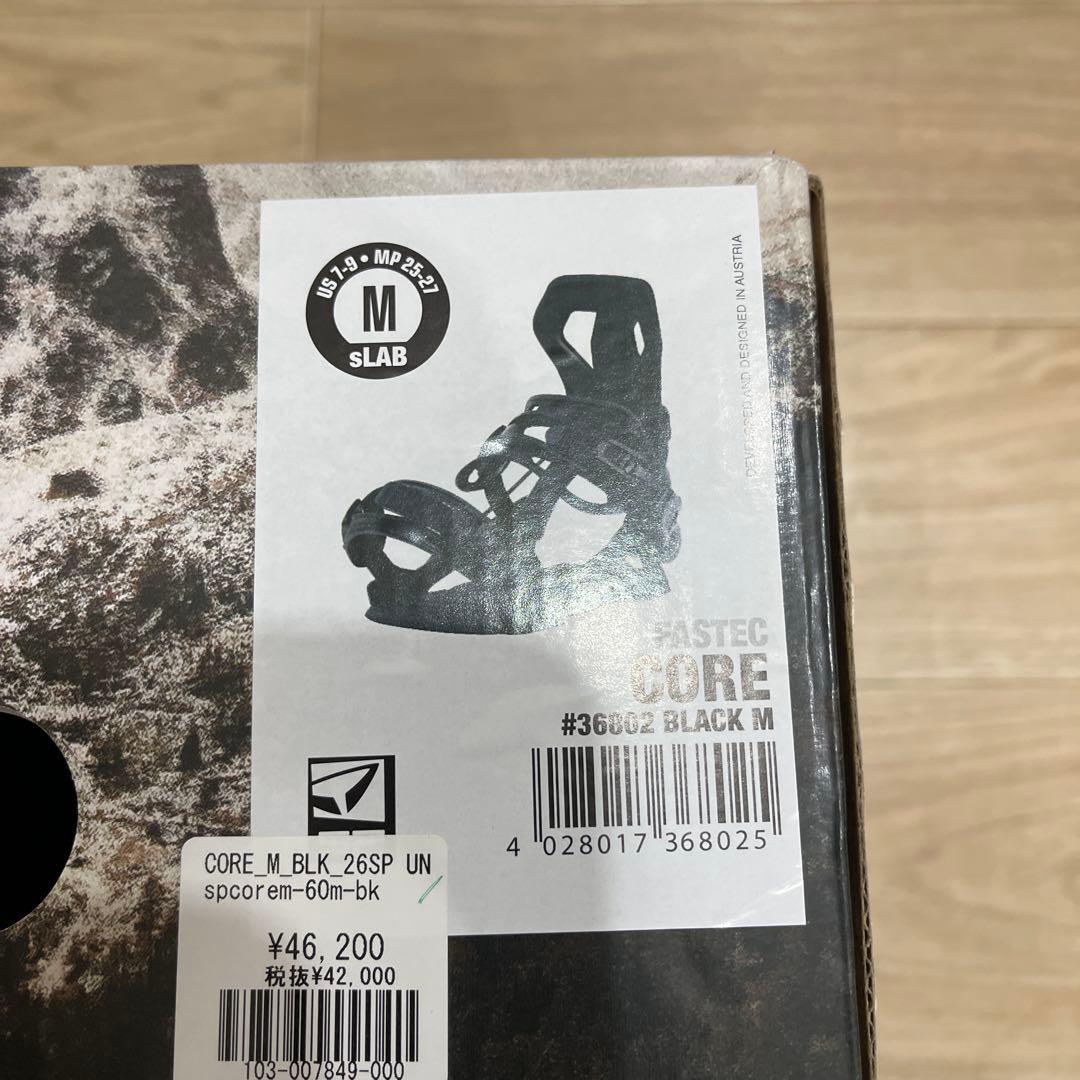 US 7-9 • MP 25-27
M
sLAB
DEVELOPED AND DESIGNED IN AUSTRIA
FASTEC
CORE
#36802 BLACK M
4 028017 368025
CORE_M_BLK_26SP UN
spcorem-60m-bk
¥46,200
税抜¥42,000
103-007849-000